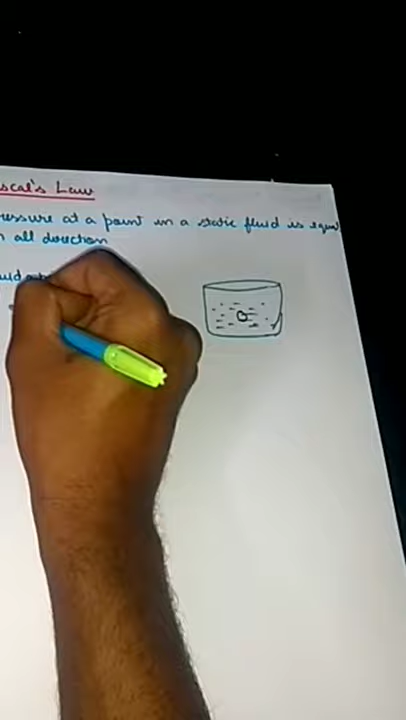 scal's Law
ressure at a point in a static fluid is equal
n all direction